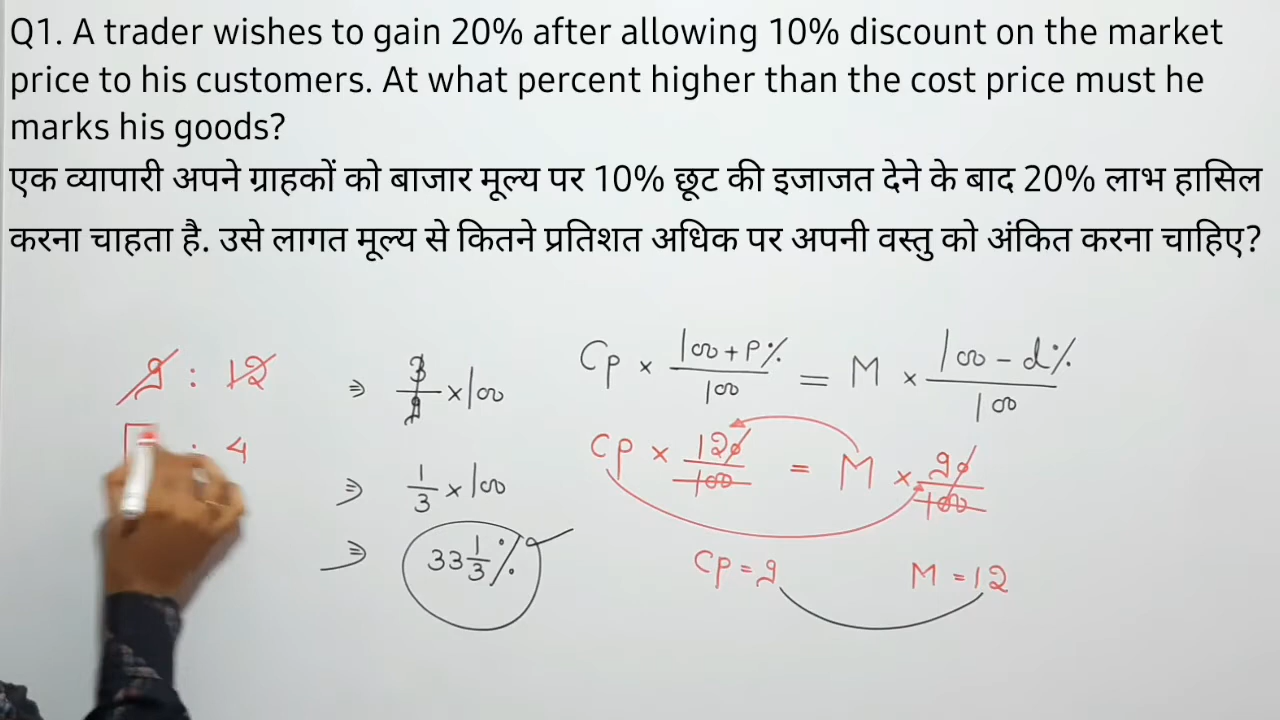 Q1. A trader wishes to gain 20% after allowing 10% discount on the market
price to his customers. At what percent higher than the cost price must he
marks his goods?
एक व्यापारी अपने ग्राहकों को बाजार मूल्य पर 10% छूट की इजाजत देने के बाद 20% लाभ हासिल
करना चाहता है. उसे लागत मूल्य से कितने प्रतिशत अधिक पर अपनी वस्तु को अंकित करना चाहिए?
9 : 12
: 4
⇒ 3/9 × 100
⇒ 1/3 × 100
⇒ 33 1/3 %
Cp × (100 + P%)/100 = M × (100 - d%)/100
Cp × 120/100 = M × 90/100
Cp = 9 M = 12